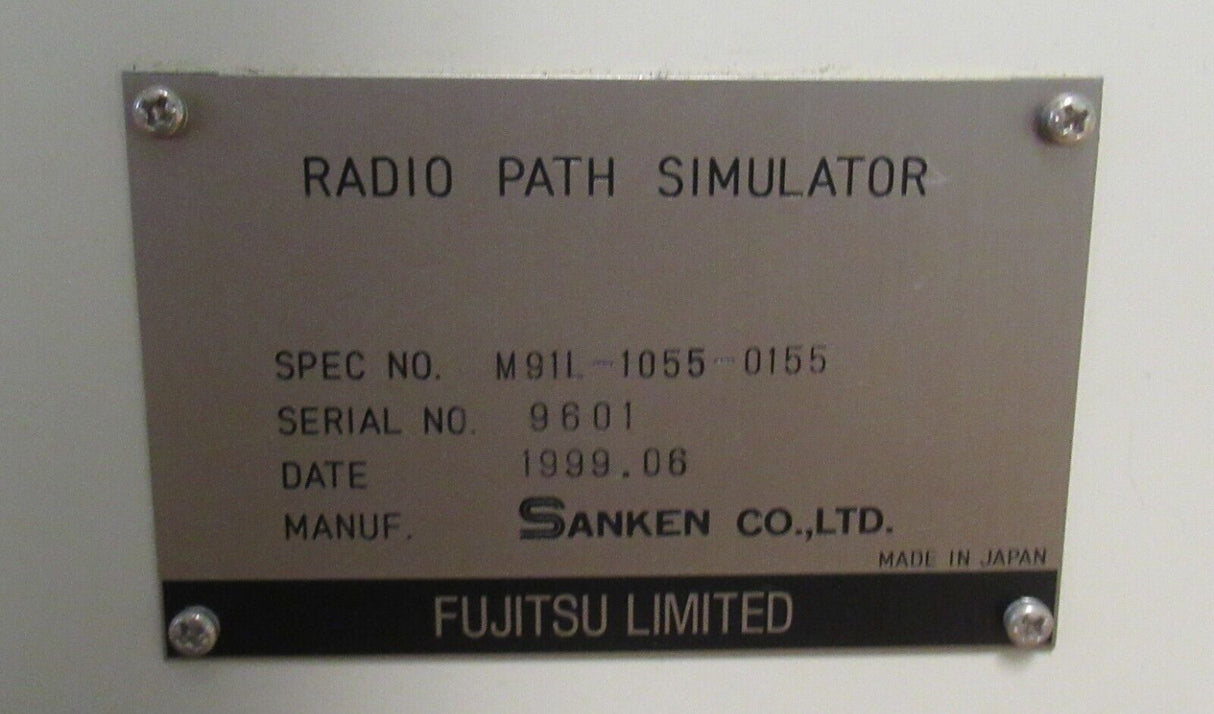 RADIO PATH SIMULATOR
SPEC NO. M91L-1055-0155
SERIAL NO. 9601
DATE 1999.06
MANUF. SANKEN CO.,LTD.
MADE IN JAPAN
FUJITSU LIMITED